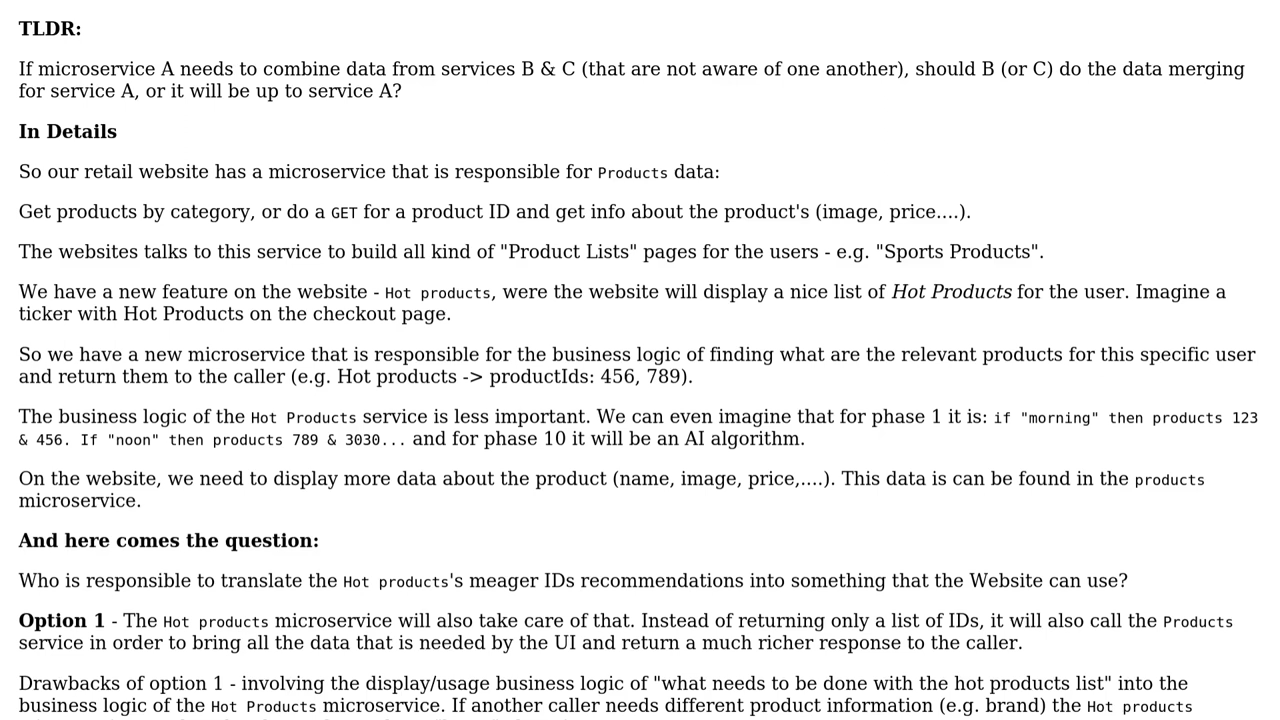 TLDR:
If microservice A needs to combine data from services B & C (that are not aware of one another), should B (or C) do the data merging
for service A, or it will be up to service A?
In Details
So our retail website has a microservice that is responsible for Products data:
Get products by category, or do a GET for a product ID and get info about the product's (image, price....).
The websites talks to this service to build all kind of "Product Lists" pages for the users - e.g. "Sports Products".
We have a new feature on the website - Hot products, were the website will display a nice list of Hot Products for the user. Imagine a
ticker with Hot Products on the checkout page.
So we have a new microservice that is responsible for the business logic of finding what are the relevant products for this specific user
and return them to the caller (e.g. Hot products -> productIds: 456, 789).
The business logic of the Hot Products service is less important. We can even imagine that for phase 1 it is: if "morning" then products 123
& 456. If "noon" then products 789 & 3030... and for phase 10 it will be an AI algorithm.
On the website, we need to display more data about the product (name, image, price,....). This data is can be found in the products
microservice.
And here comes the question:
Who is responsible to translate the Hot products's meager IDs recommendations into something that the Website can use?
Option 1 - The Hot products microservice will also take care of that. Instead of returning only a list of IDs, it will also call the Products
service in order to bring all the data that is needed by the UI and return a much richer response to the caller.
Drawbacks of option 1 - involving the display/usage business logic of "what needs to be done with the hot products list" into the
business logic of the Hot Products microservice. If another caller needs different product information (e.g. brand) the Hot products